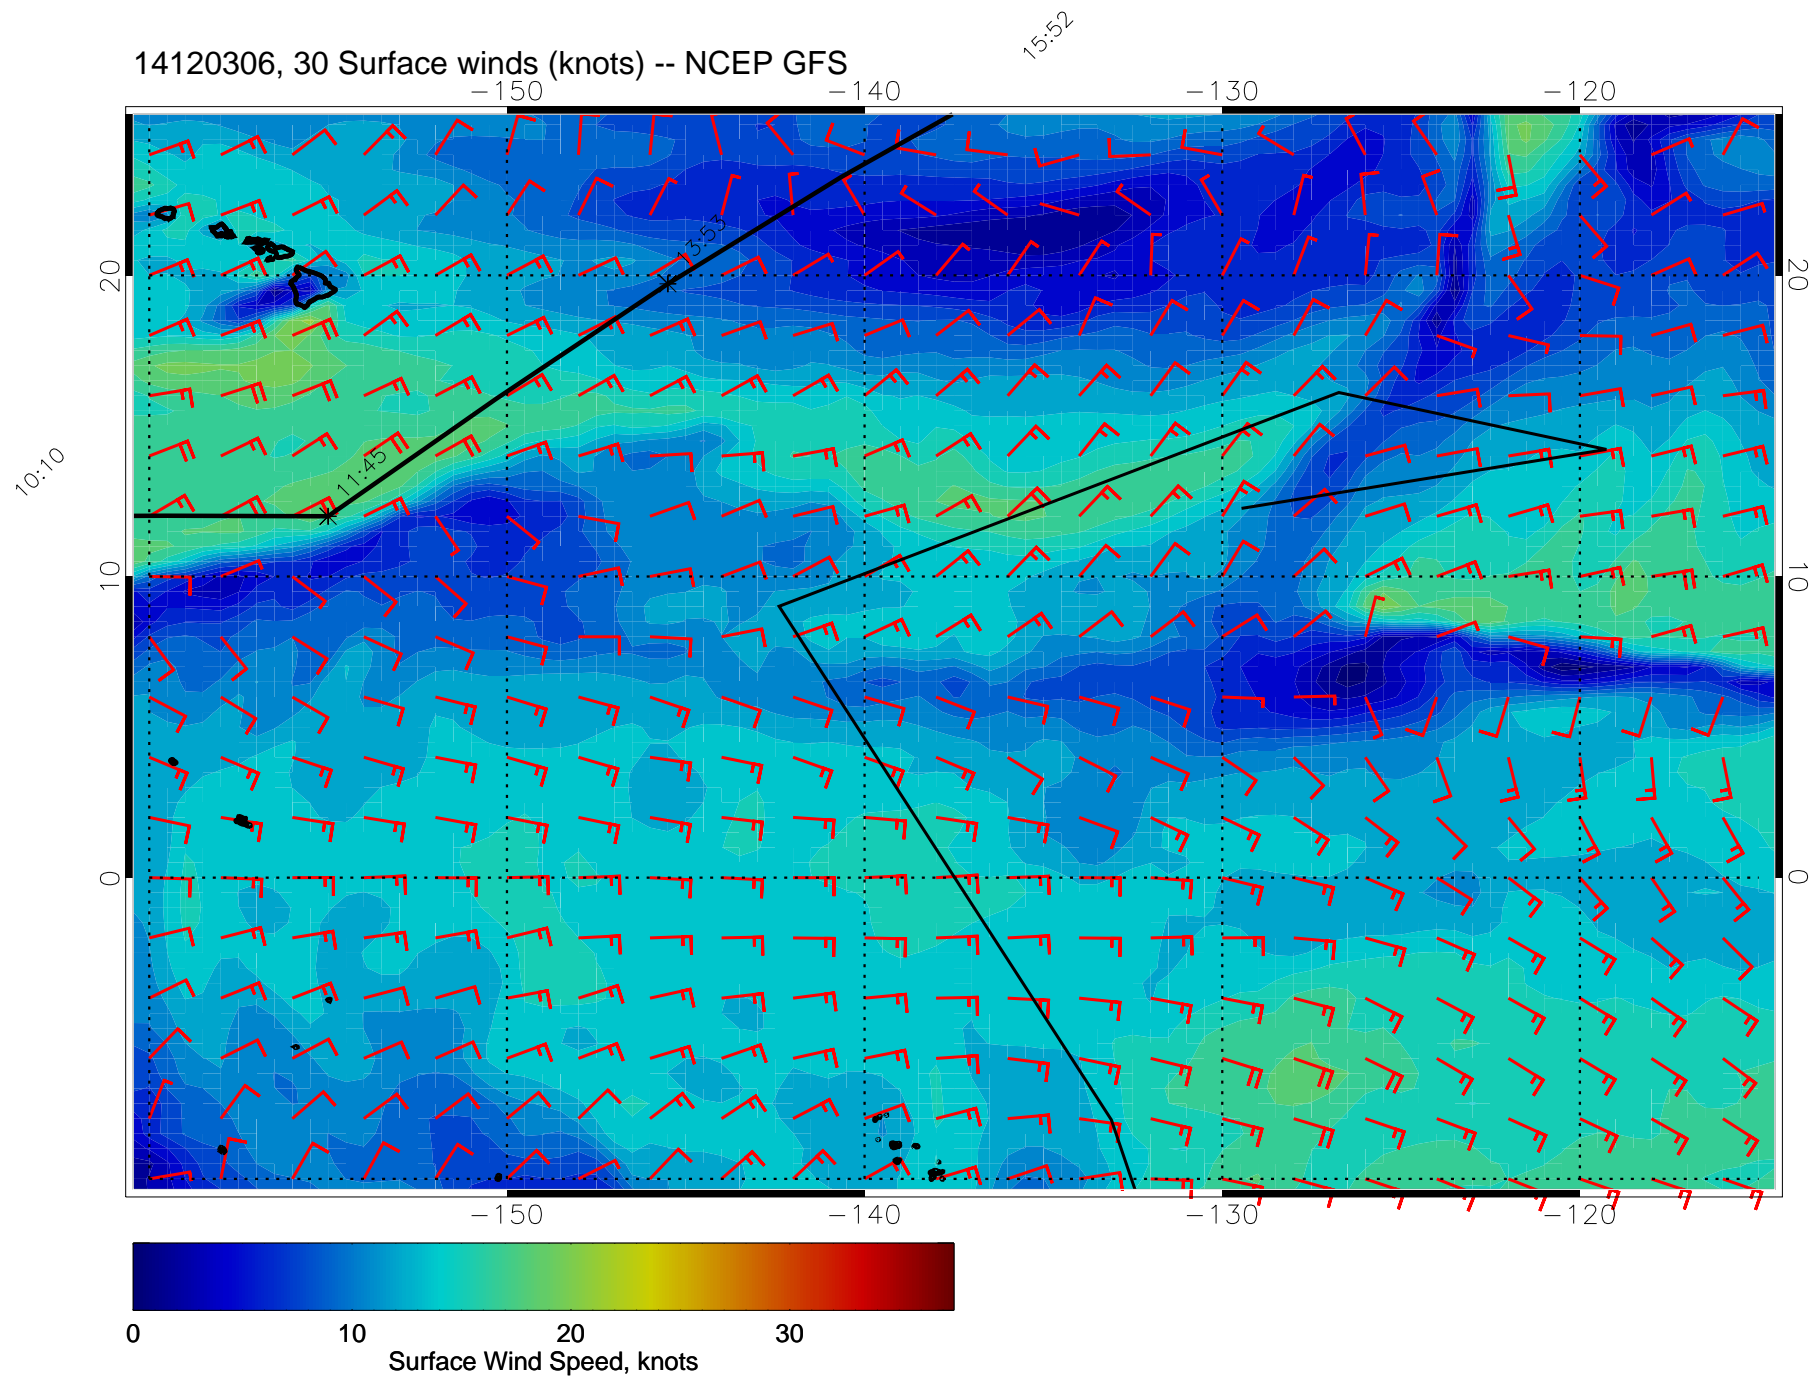 15:52
14120306, 30 Surface winds (knots) -- NCEP GFS
-150 -140 -130 -120
13:53
20 20
10:10
11:45
10 10
0 0
-150 -140 -130 -120
0 10 20 30
Surface Wind Speed, knots